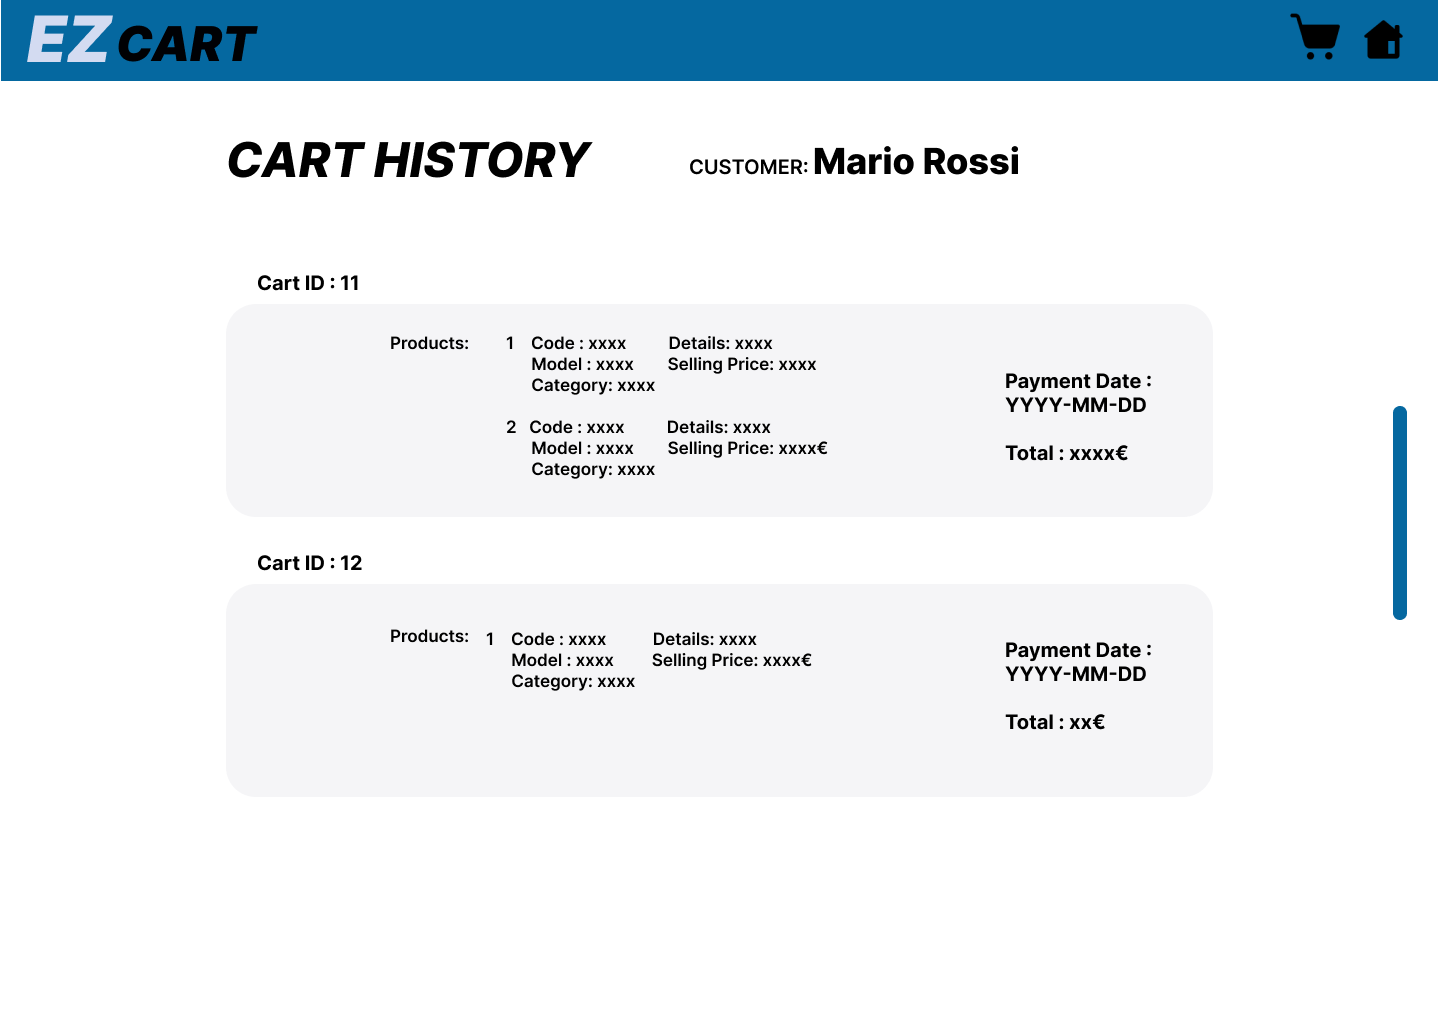 EZ CART
CART HISTORY
CUSTOMER: Mario Rossi
Cart ID : 11
Products: 1 Code : xxxx Details: xxxx
Model : xxxx Selling Price: xxxx
Category: xxxx
2 Code : xxxx Details: xxxx
Model : xxxx Selling Price: xxxx€
Category: xxxx
Payment Date :
YYYY-MM-DD
Total : xxxx€
Cart ID : 12
Products: 1 Code : xxxx Details: xxxx
Model : xxxx Selling Price: xxxx€
Category: xxxx
Payment Date :
YYYY-MM-DD
Total : xx€